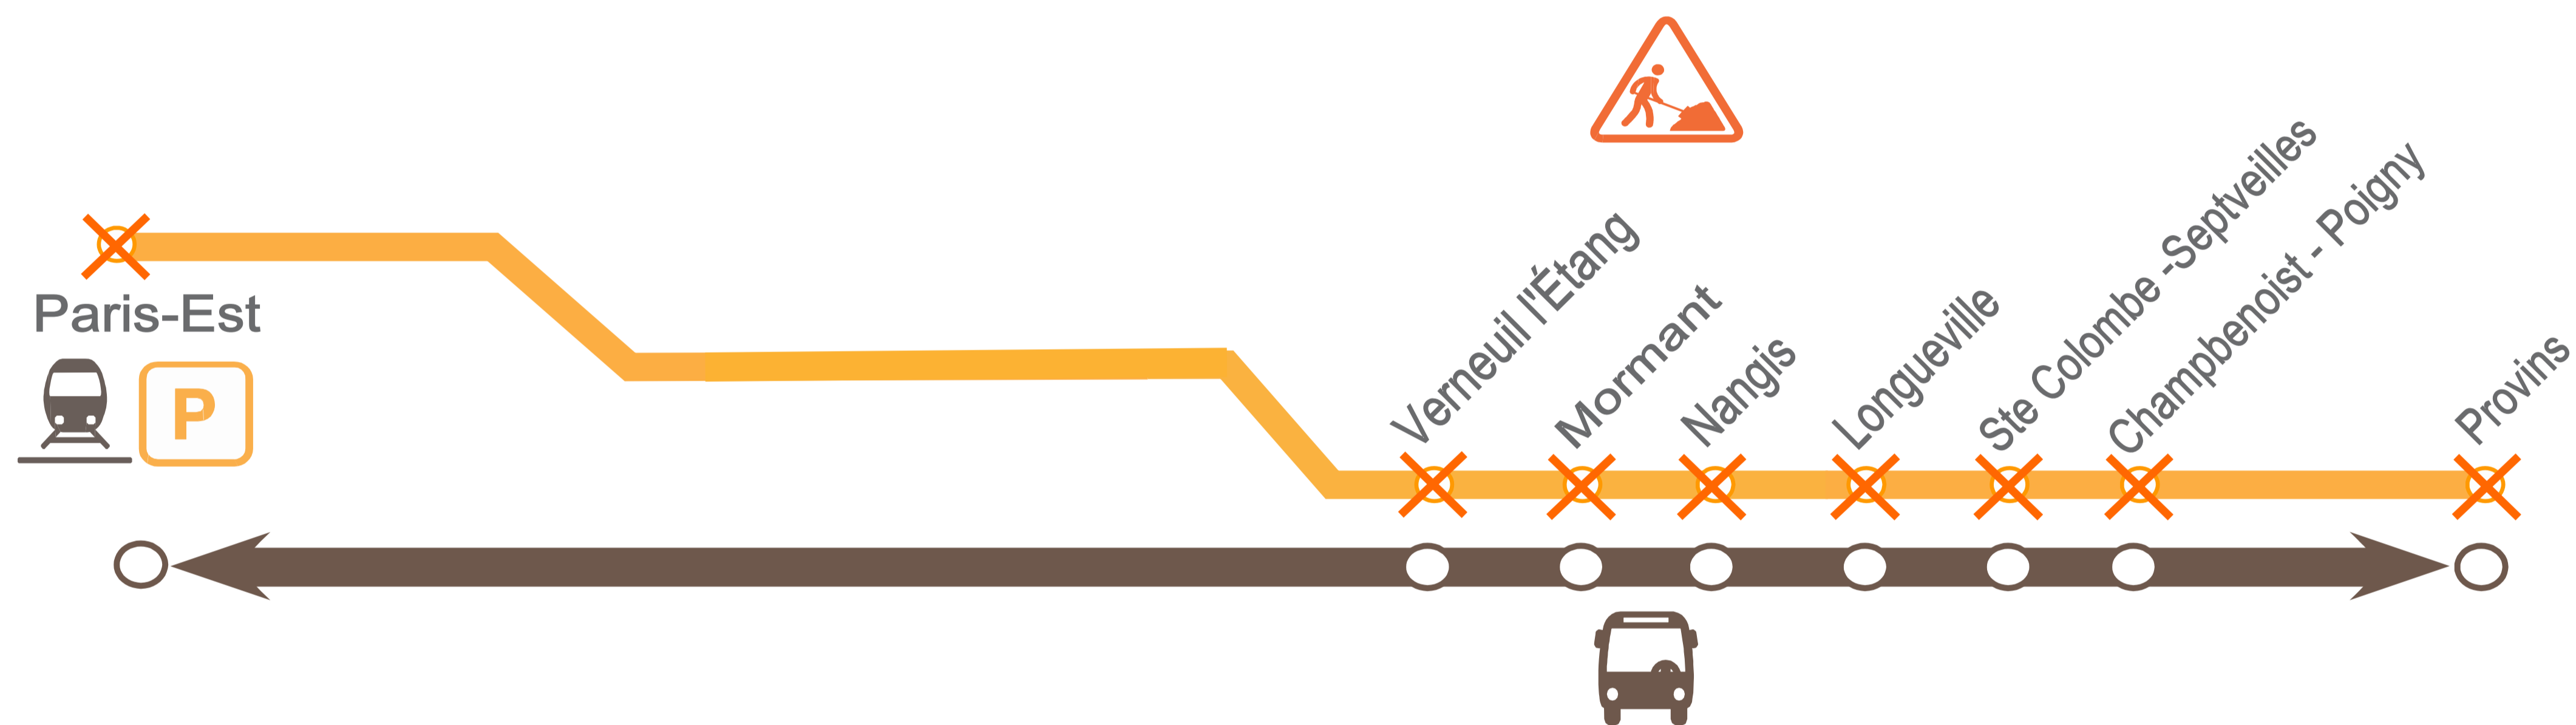 Paris-Est
P
Verneuil l'Étang
Mormant
Nangis
Longueville
Ste Colombe -Septveilles
Champbenoist - Poigny
Provins